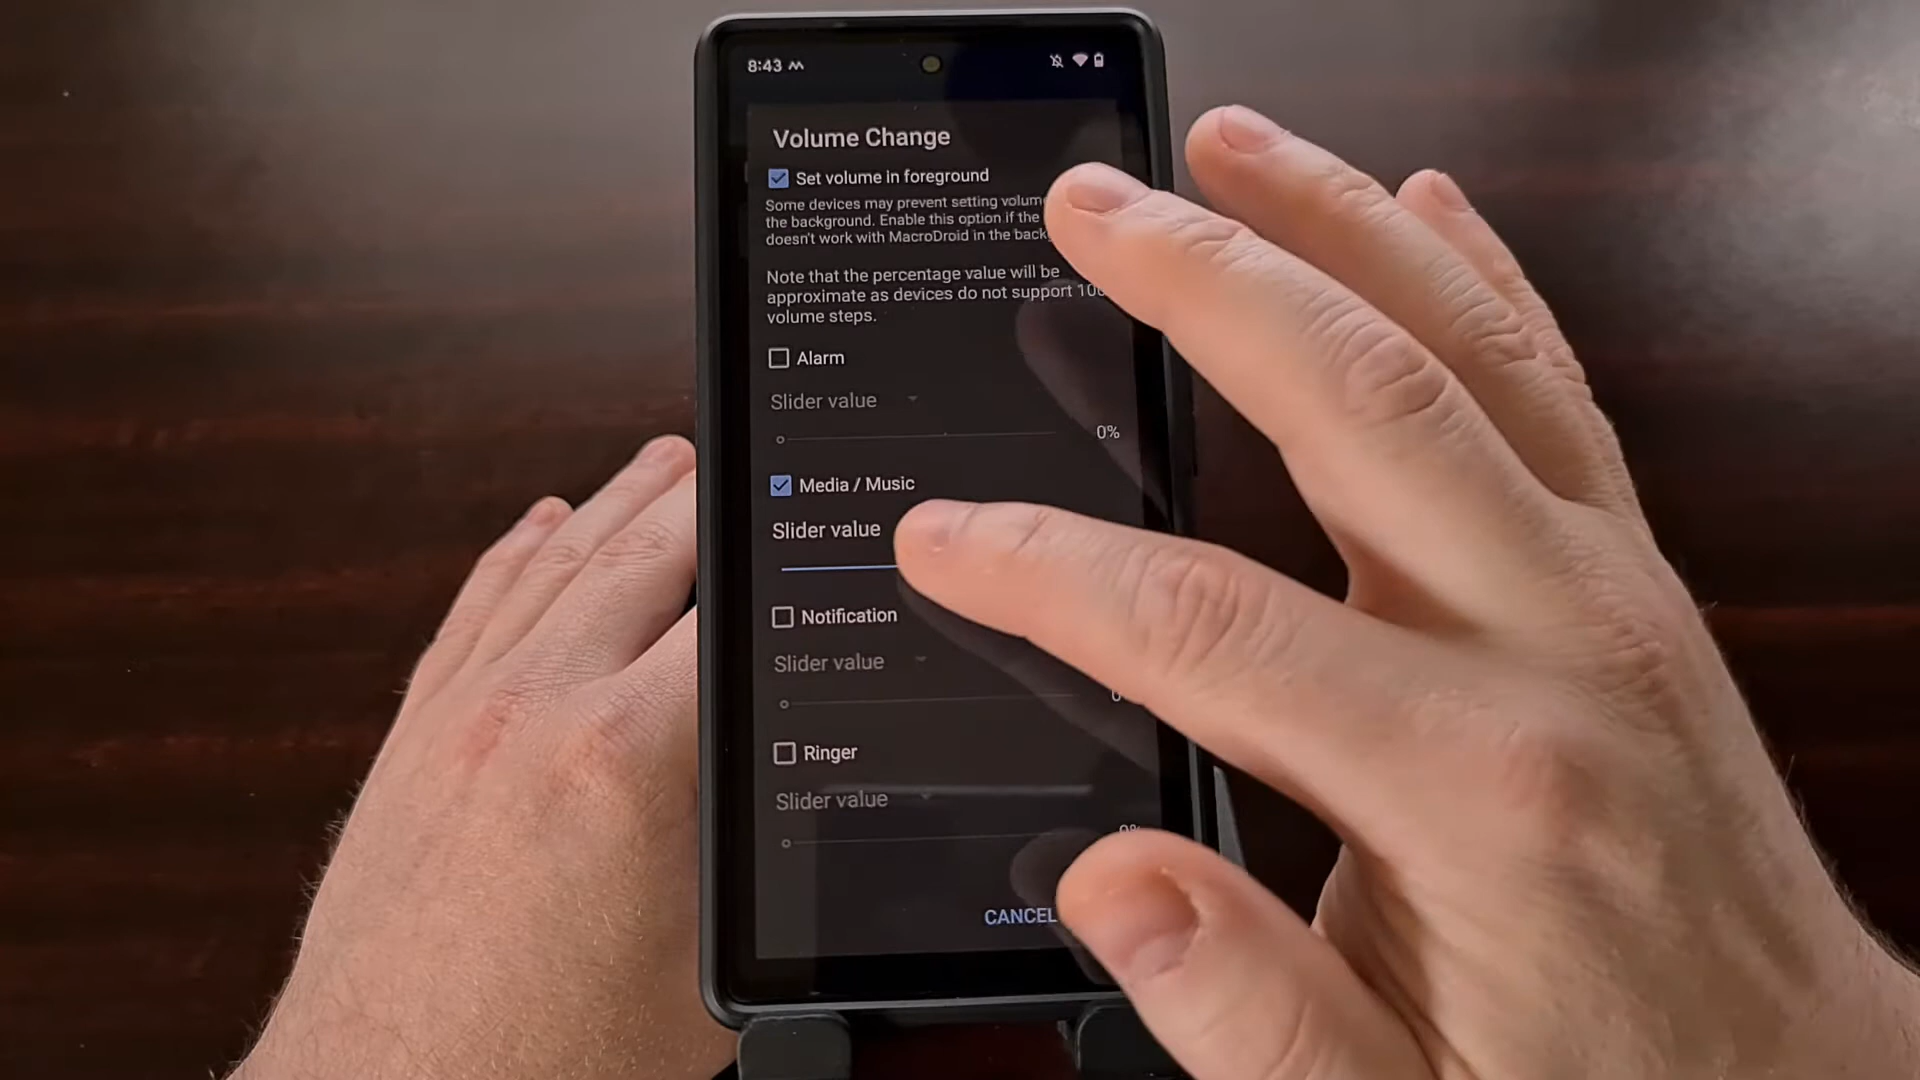 8:43
Volume Change
Set volume in foreground
Some devices may prevent setting volume
the background. Enable this option if the
doesn't work with MacroDroid in the
Note that the percentage value will be
approximate as devices do not support
volume steps.
Alarm
Slider value
0%
Media / Music
Slider value
Notification
Slider value
Ringer
Slider value
CANCEL